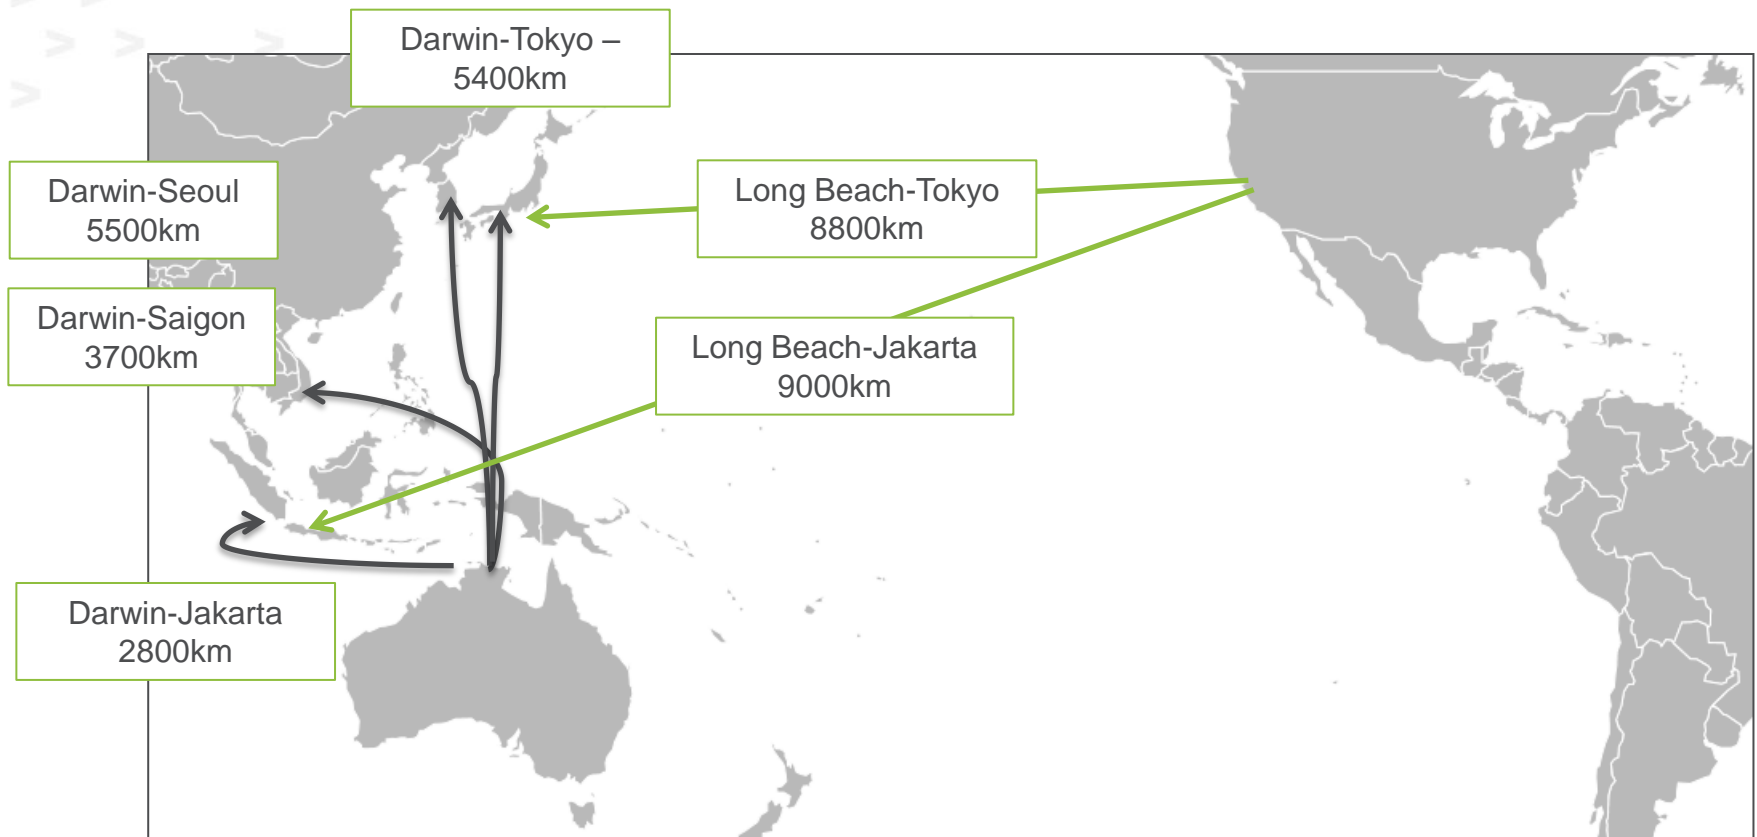 Darwin-Tokyo –
5400km
Darwin-Seoul
5500km
Long Beach-Tokyo
8800km
Darwin-Saigon
3700km
Long Beach-Jakarta
9000km
Darwin-Jakarta
2800km